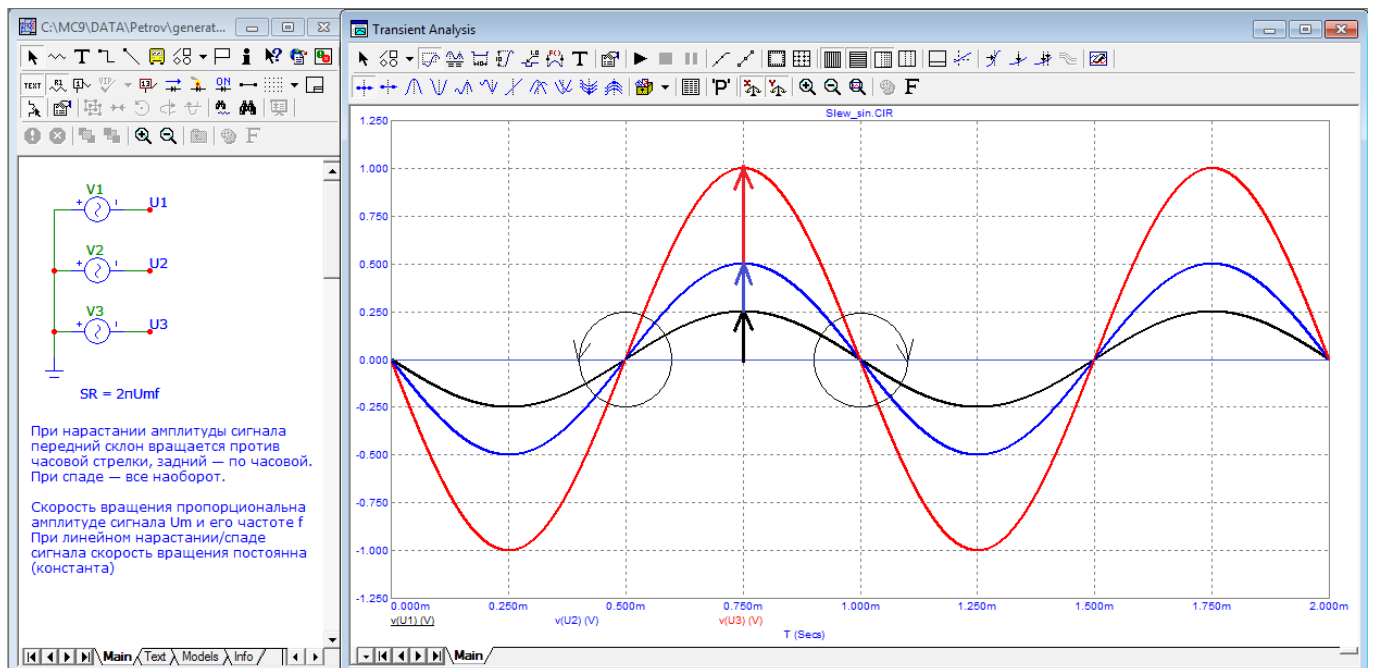 C:\MC9\DATA\Petrov\generat...
V1
U1
V2
U2
V3
U3
SR = 2πUmf
При нарастании амплитуды сигнала
передний склон вращается против
часовой стрелки, задний — по часовой.
При спаде — все наоборот.
Скорость вращения пропорциональна
амплитуде сигнала Um и его частоте f
При линейном нарастании/спаде
сигнала скорость вращения постоянна
(константа)
Main Text Models Info
Transient Analysis
Slew_sin.CIR
1.250
1.000
0.750
0.500
0.250
0.000
-0.250
-0.500
-0.750
-1.000
-1.250
0.000m 0.250m 0.500m 0.750m 1.000m 1.250m 1.500m 1.750m 2.000m
v(U1) (V) v(U2) (V) v(U3) (V)
T (Secs)
Main